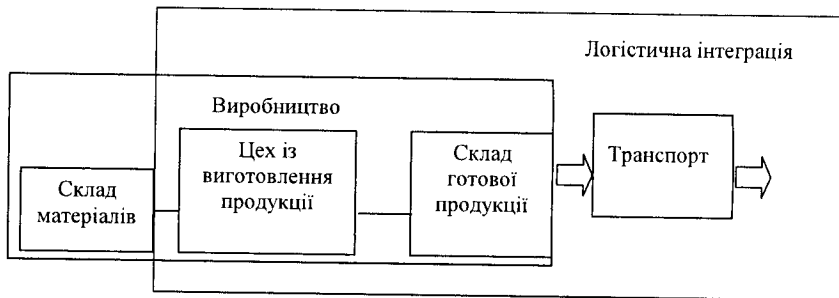 Логістична інтеграція
Виробництво
Цех із
виготовлення
продукції
Склад
готової
продукції
Транспорт
Склад
матеріалів